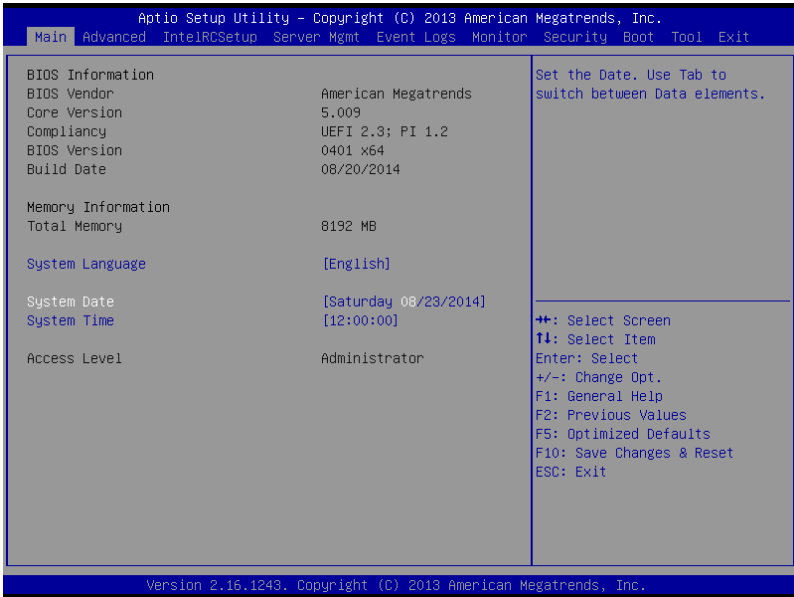 Aptio Setup Utility – Copyright (C) 2013 American Megatrends, Inc.
Main Advanced IntelRCSetup Server Mgmt Event Logs Monitor Security Boot Tool Exit
BIOS Information
BIOS Vendor American Megatrends
Core Version 5.009
Compliancy UEFI 2.3; PI 1.2
BIOS Version 0401 x64
Build Date 08/20/2014
Memory Information
Total Memory 8192 MB
System Language [English]
System Date [Saturday 08/23/2014]
System Time [12:00:00]
Access Level Administrator
Set the Date. Use Tab to
switch between Data elements.
→←: Select Screen
↑↓: Select Item
Enter: Select
+/-: Change Opt.
F1: General Help
F2: Previous Values
F5: Optimized Defaults
F10: Save Changes & Reset
ESC: Exit
Version 2.16.1243. Copyright (C) 2013 American Megatrends, Inc.